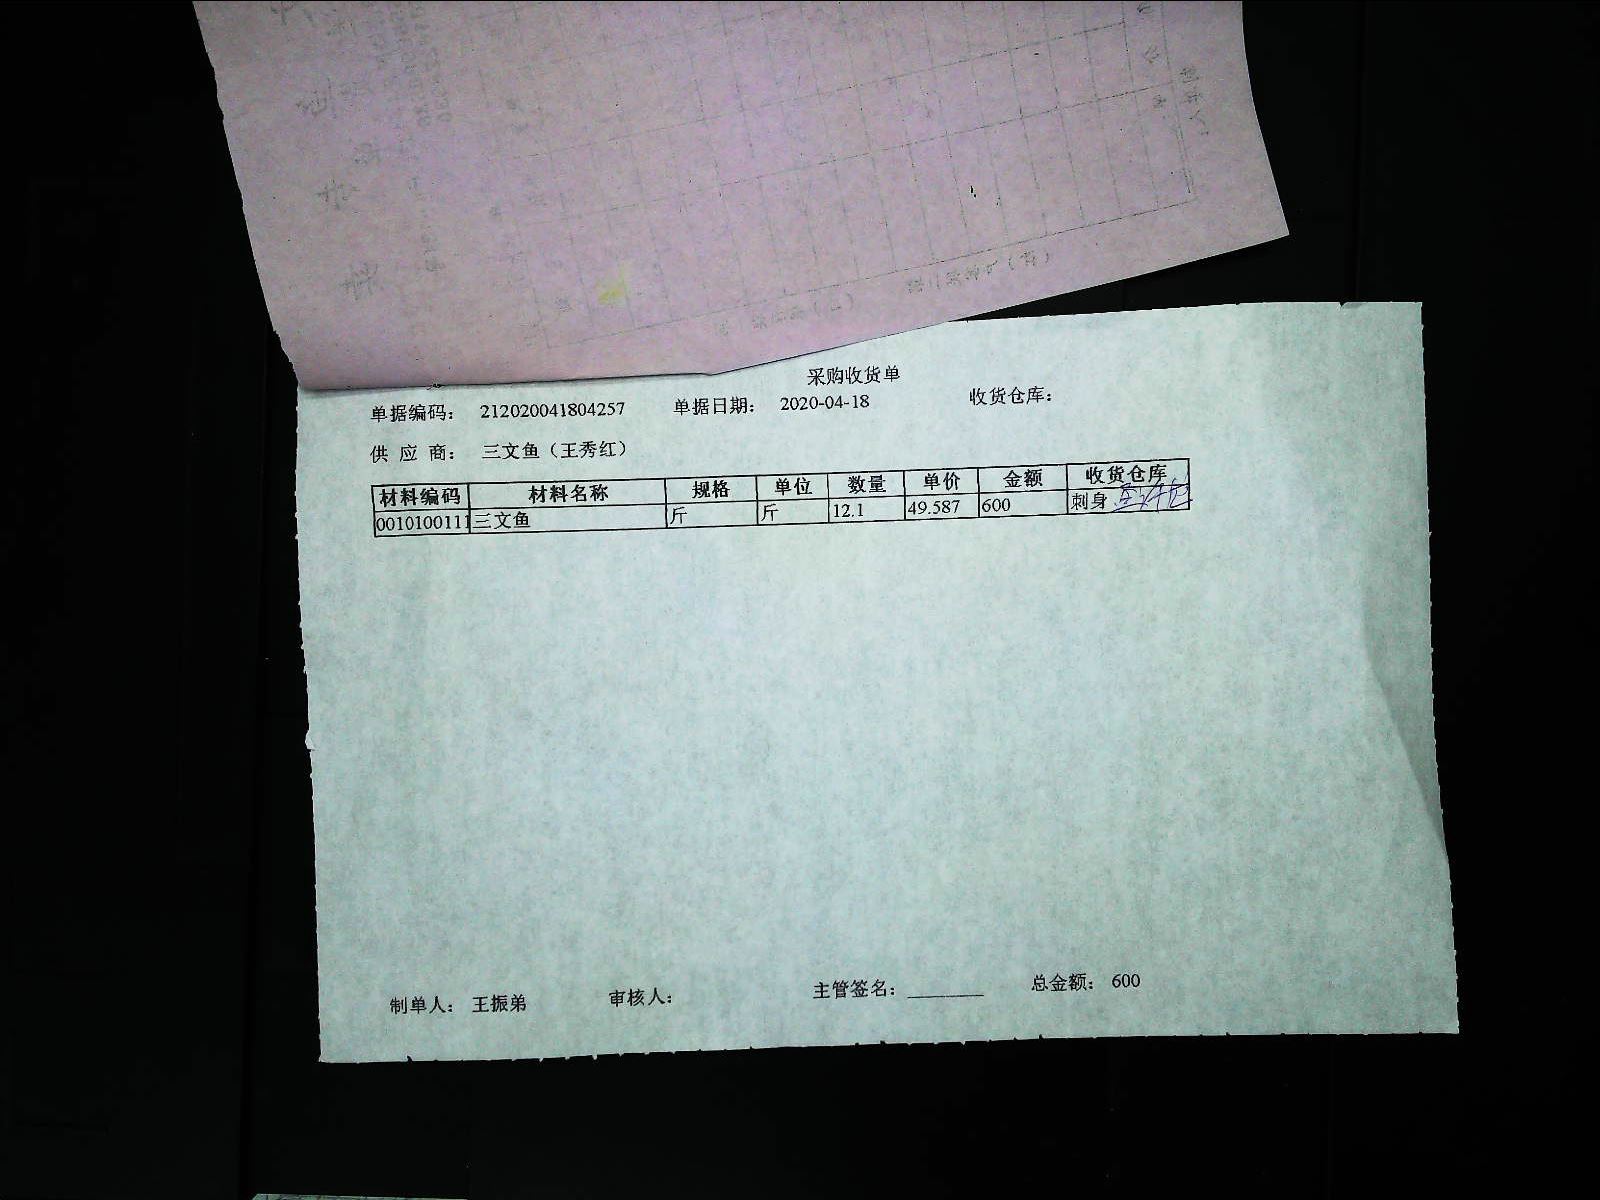 采购收货单
单据编码： 212020041804257 单据日期： 2020-04-18 收货仓库：
供 应 商： 三文鱼（王秀红）
材料编码 材料名称 规格 单位 数量 单价 金额 收货仓库
0010100111 三文鱼 斤 斤 12.1 49.587 600 刺身
制单人： 王振弟 审核人： 主管签名： ________ 总金额： 600